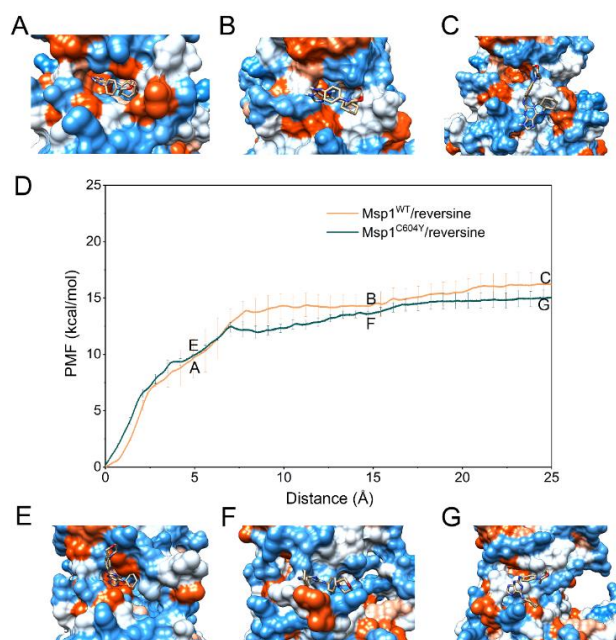 A
B
C
D
25
20
15
10
5
0
PMF (kcal/mol)
Msp1WT/reversine
Msp1C604Y/reversine
E
A
B
F
C
G
0
5
10
15
20
25
Distance (Å)
E
F
G